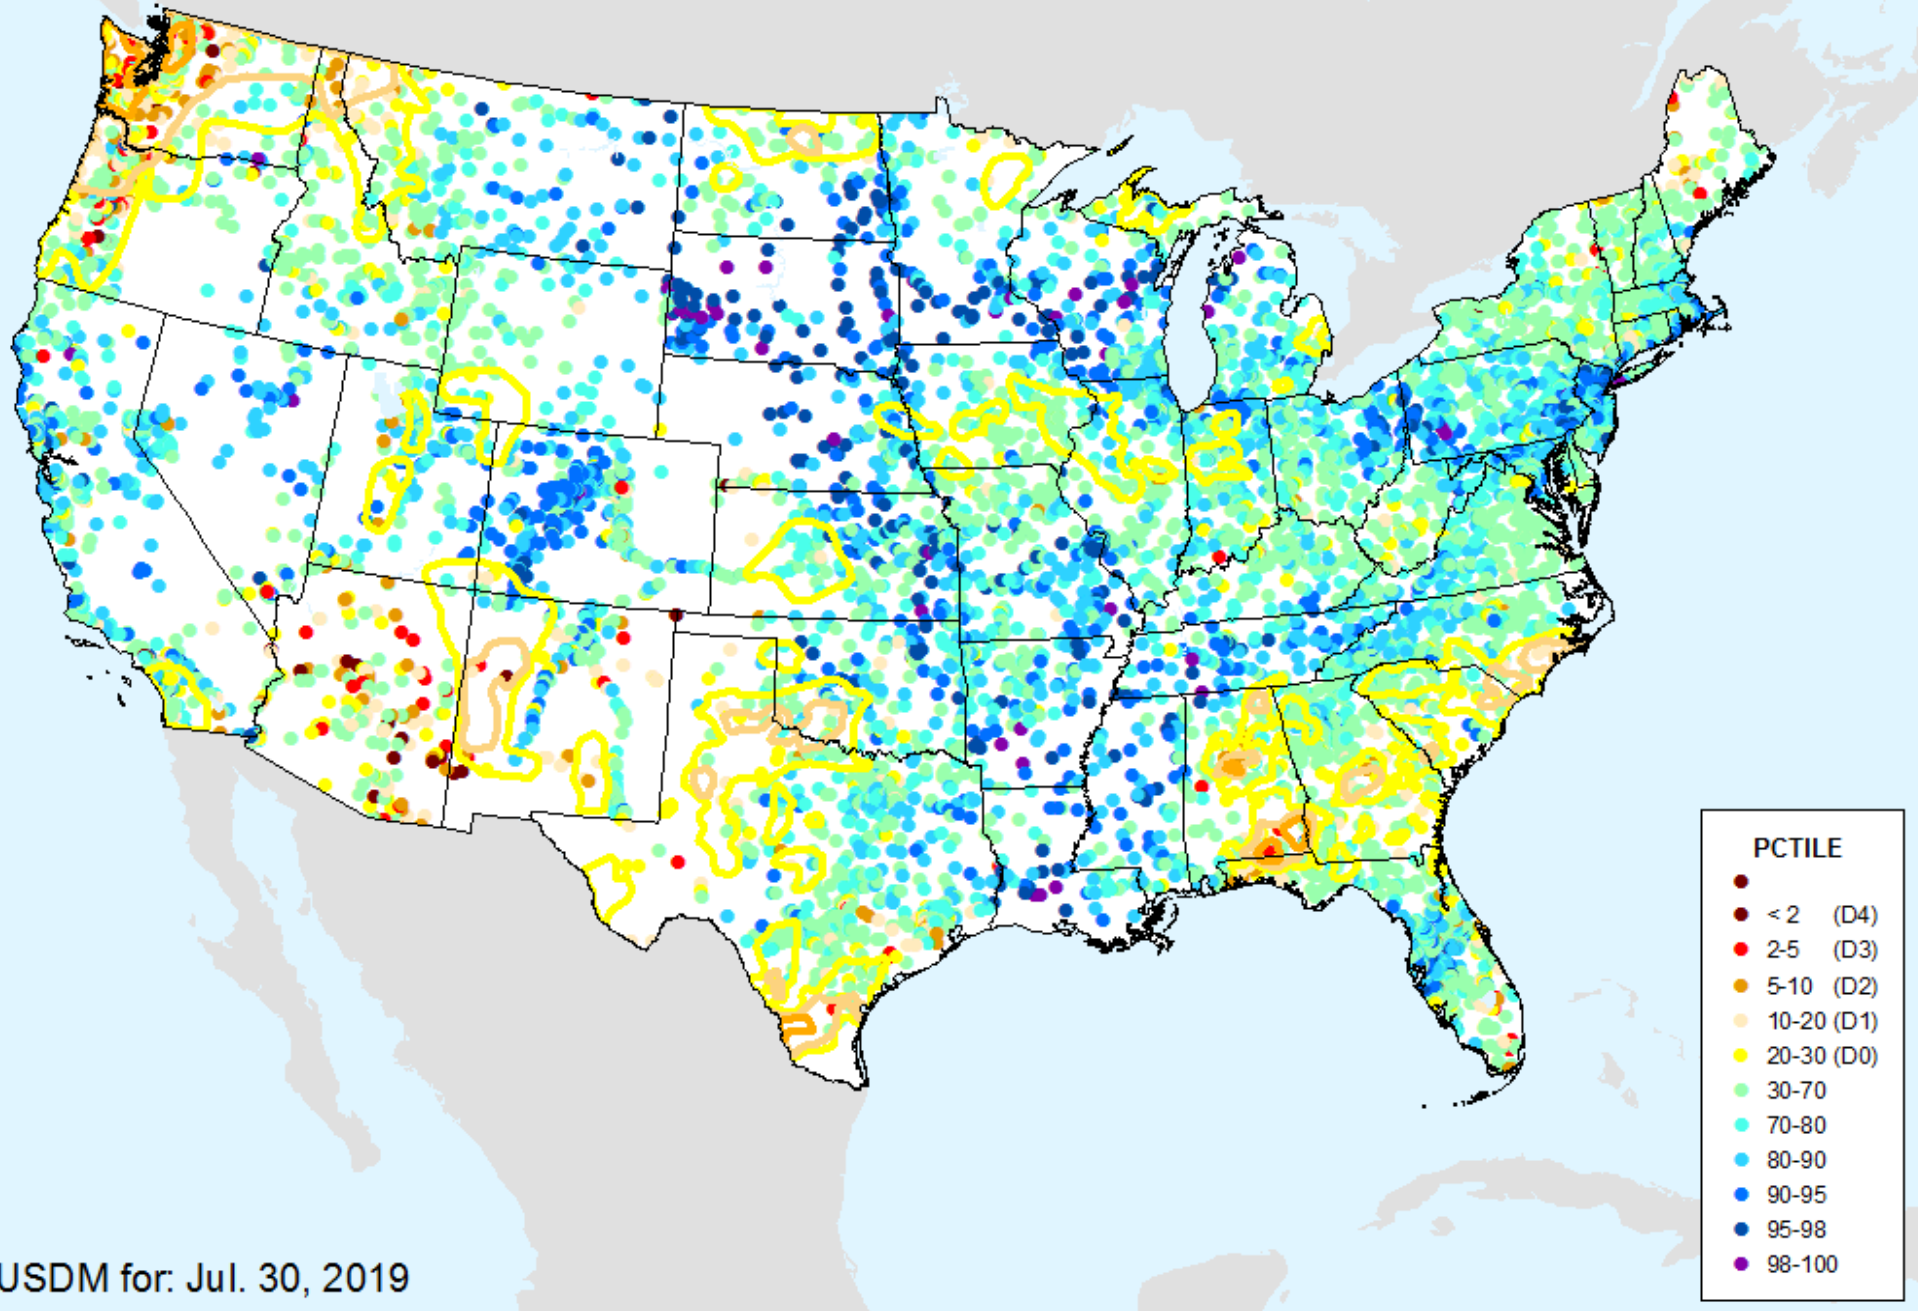 PCTILE
< 2 (D4)
2-5 (D3)
5-10 (D2)
10-20 (D1)
20-30 (D0)
30-70
70-80
80-90
90-95
95-98
98-100
USDM for: Jul. 30, 2019